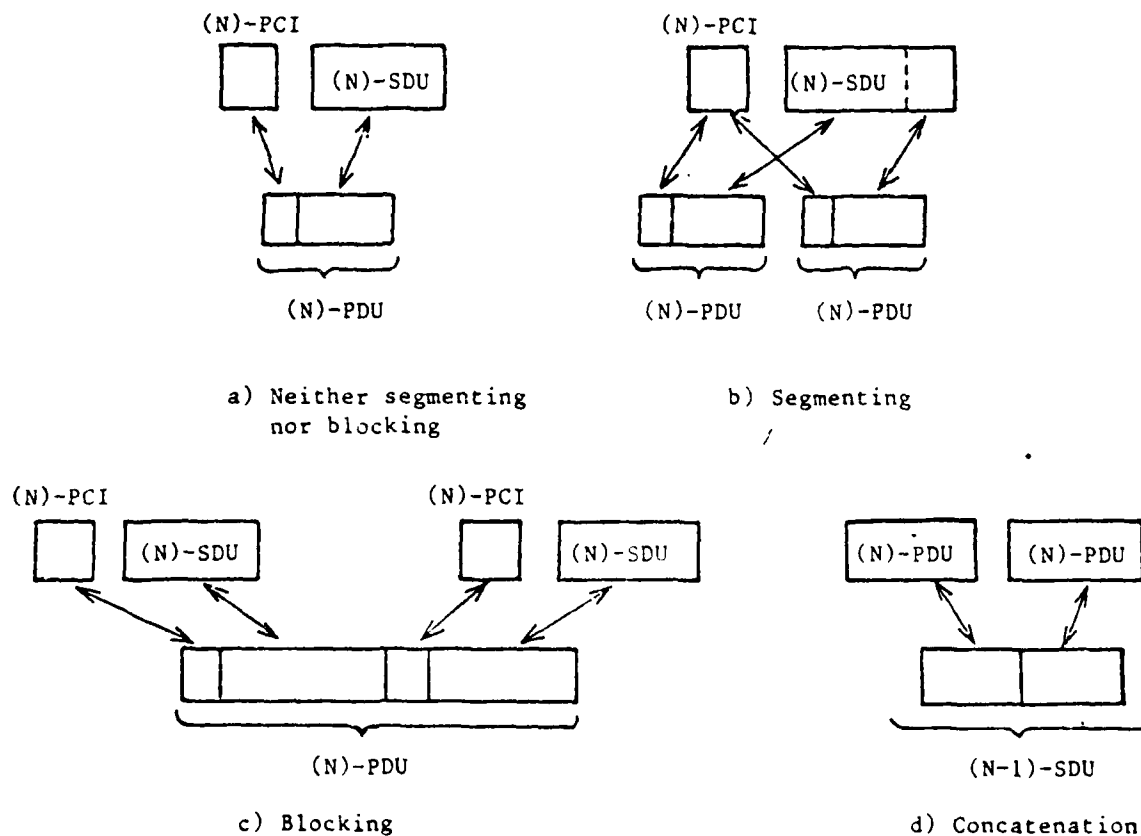 (N)-PCI
(N)-SDU
(N)-PDU
a) Neither segmenting
nor blocking
(N)-PCI
(N)-SDU
(N)-PDU
(N)-PDU
b) Segmenting
(N)-PCI
(N)-SDU
(N)-PCI
(N)-SDU
(N)-PDU
c) Blocking
(N)-PDU
(N)-PDU
(N-1)-SDU
d) Concatenation